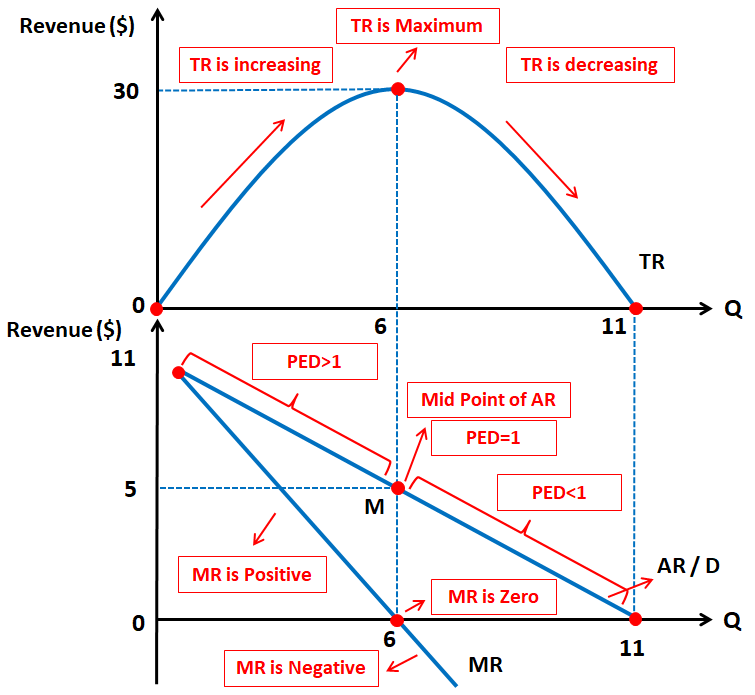 Revenue ($)
TR is Maximum
TR is increasing
TR is decreasing
30
TR
0
6
11
Q
Revenue ($)
11
PED>1
Mid Point of AR
PED=1
5
PED<1
M
AR / D
MR is Positive
MR is Zero
0
Q
6
11
MR is Negative
MR